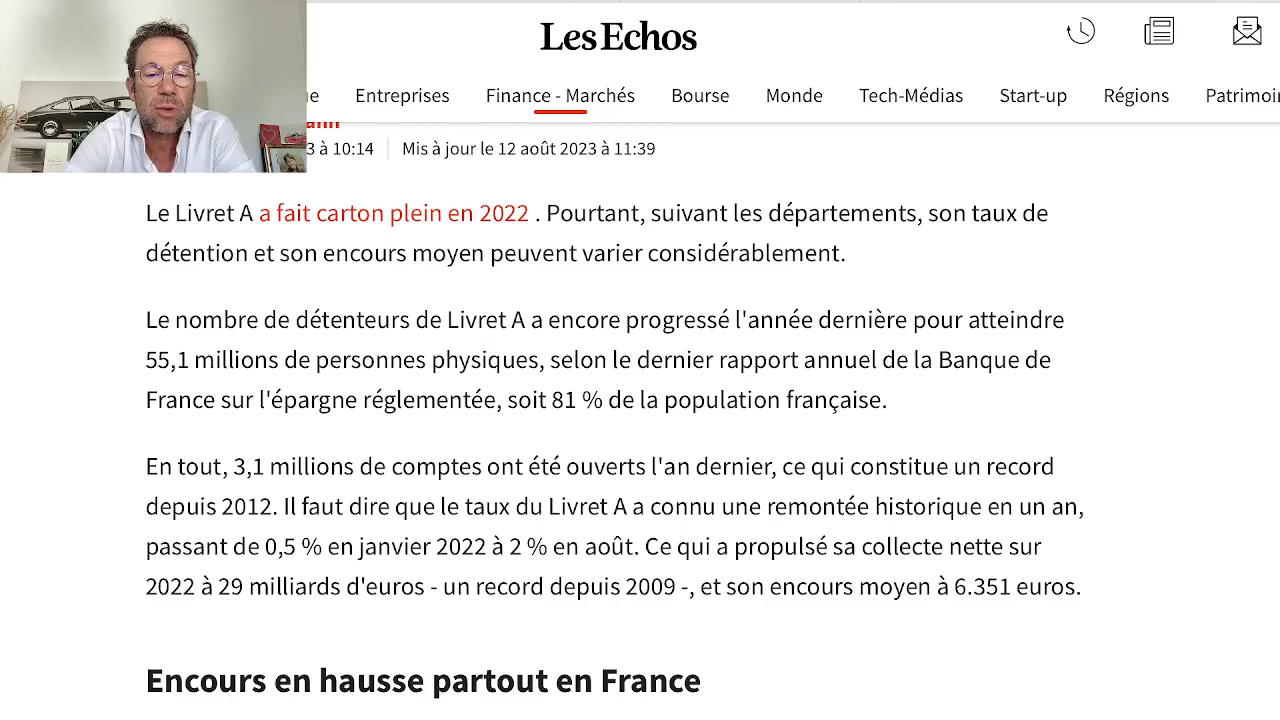 Les Echos
Entreprises Finance - Marchés Bourse Monde Tech-Médias Start-up Régions
3 à 10:14 Mis à jour le 12 août 2023 à 11:39
Le Livret A a fait carton plein en 2022 . Pourtant, suivant les départements, son taux de
détention et son encours moyen peuvent varier considérablement.
Le nombre de détenteurs de Livret A a encore progressé l'année dernière pour atteindre
55,1 millions de personnes physiques, selon le dernier rapport annuel de la Banque de
France sur l'épargne réglementée, soit 81 % de la population française.
En tout, 3,1 millions de comptes ont été ouverts l'an dernier, ce qui constitue un record
depuis 2012. Il faut dire que le taux du Livret A a connu une remontée historique en un an,
passant de 0,5 % en janvier 2022 à 2 % en août. Ce qui a propulsé sa collecte nette sur
2022 à 29 milliards d'euros - un record depuis 2009 -, et son encours moyen à 6.351 euros.
Encours en hausse partout en France